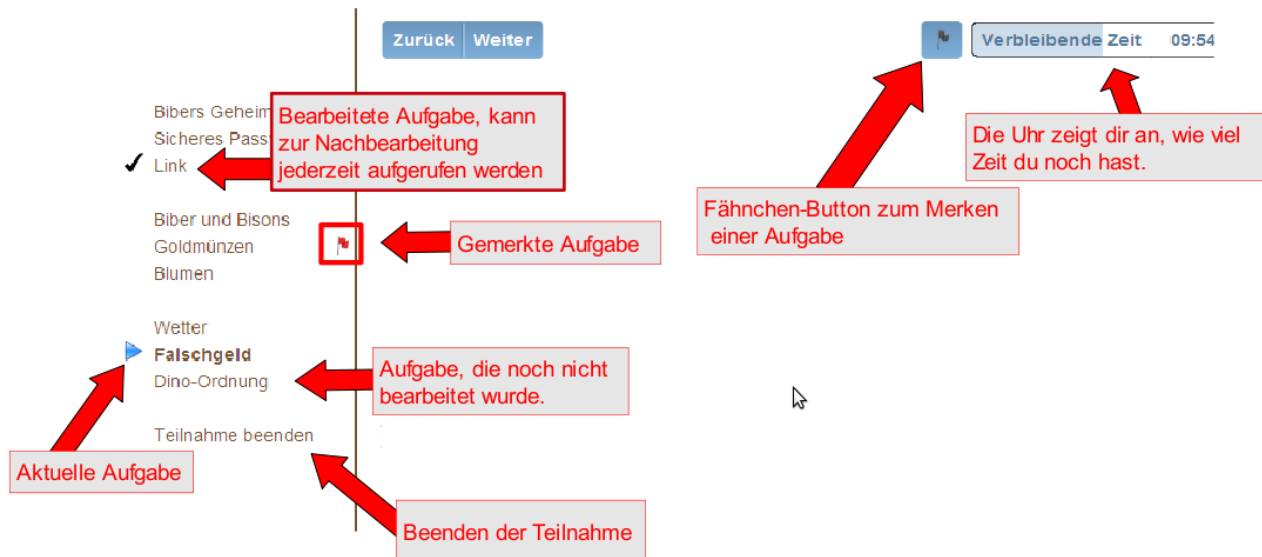 Zurück Weiter
Verbleibende Zeit 09:54
Bibers Geheim
Sicheres Pass
Link
Bearbeitete Aufgabe, kann
zur Nachbearbeitung
jederzeit aufgerufen werden
Die Uhr zeigt dir an, wie viel
Zeit du noch hast.
Fähnchen-Button zum Merken
einer Aufgabe
Biber und Bisons
Goldmünzen
Blumen
Gemerkte Aufgabe
Wetter
Falschgeld
Dino-Ordnung
Aufgabe, die noch nicht
bearbeitet wurde.
Teilnahme beenden
Aktuelle Aufgabe
Beenden der Teilnahme